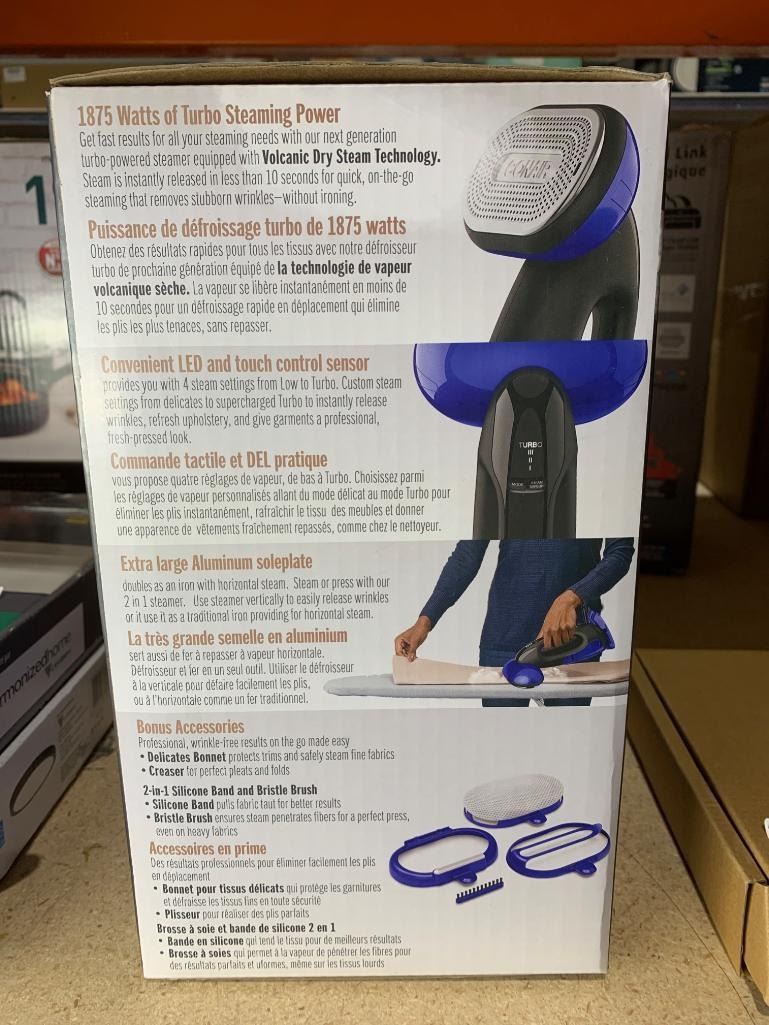 1875 Watts of Turbo Steaming Power
Get fast results for all your steaming needs with our next generation
turbo-powered steamer equipped with Volcanic Dry Steam Technology.
Steam is instantly released in less than 10 seconds for quick, on-the-go
steaming that removes stubborn wrinkles—without ironing.
CONAIR
Puissance de défroissage turbo de 1875 watts
Obtenez des résultats rapides pour tous les tissus avec notre défroisseur
turbo de prochaine génération équipé de la technologie de vapeur
volcanique sèche. La vapeur se libère instantanément en moins de
10 secondes pour un défroissage rapide en déplacement qui élimine
les plis les plus tenaces, sans repasser.
Convenient LED and touch control sensor
provides you with 4 steam settings from Low to Turbo. Custom steam
settings from delicates to supercharged Turbo to instantly release
wrinkles, refresh upholstery, and give garments a professional,
fresh-pressed look.
TURBO
III
II
I
MODE
Commande tactile et DEL pratique
vous propose quatre réglages de vapeur, de bas à Turbo. Choisissez parmi
les réglages de vapeur personnalisés allant du mode délicat au mode Turbo pour
éliminer les plis instantanément, rafraîchir le tissu des meubles et donner
une apparence de vêtements fraîchement repassés, comme chez le nettoyeur.
Extra large Aluminum soleplate
doubles as an iron with horizontal steam. Steam or press with our
2 in 1 steamer. Use steamer vertically to easily release wrinkles
or it use it as a traditional iron providing for horizontal steam.
La très grande semelle en aluminium
sert aussi de fer à repasser à vapeur horizontale.
Défroisseur et fer en un seul outil. Utiliser le défroisseur
à la verticale pour défaire facilement les plis,
ou à l'horizontale comme un fer traditionnel.
Bonus Accessories
Professional, wrinkle-free results on the go made easy
• Delicates Bonnet protects trims and safely steam fine fabrics
• Creaser for perfect pleats and folds
2-in-1 Silicone Band and Bristle Brush
• Silicone Band pulls fabric taut for better results
• Bristle Brush ensures steam penetrates fibers for a perfect press,
even on heavy fabrics
Accessoires en prime
Des résultats professionnels pour éliminer facilement les plis
en déplacement
• Bonnet pour tissus délicats qui protège les garnitures
et défroisse les tissus fins en toute sécurité
• Plisseur pour réaliser des plis parfaits
Brosse à soie et bande de silicone 2 en 1
• Bande en silicone qui tend le tissu pour de meilleurs résultats
• Brosse à soies qui permet à la vapeur de pénétrer les fibres pour
des résultats parfaits et uformes, même sur les tissus lourds
1
Link
gique
monizedhome